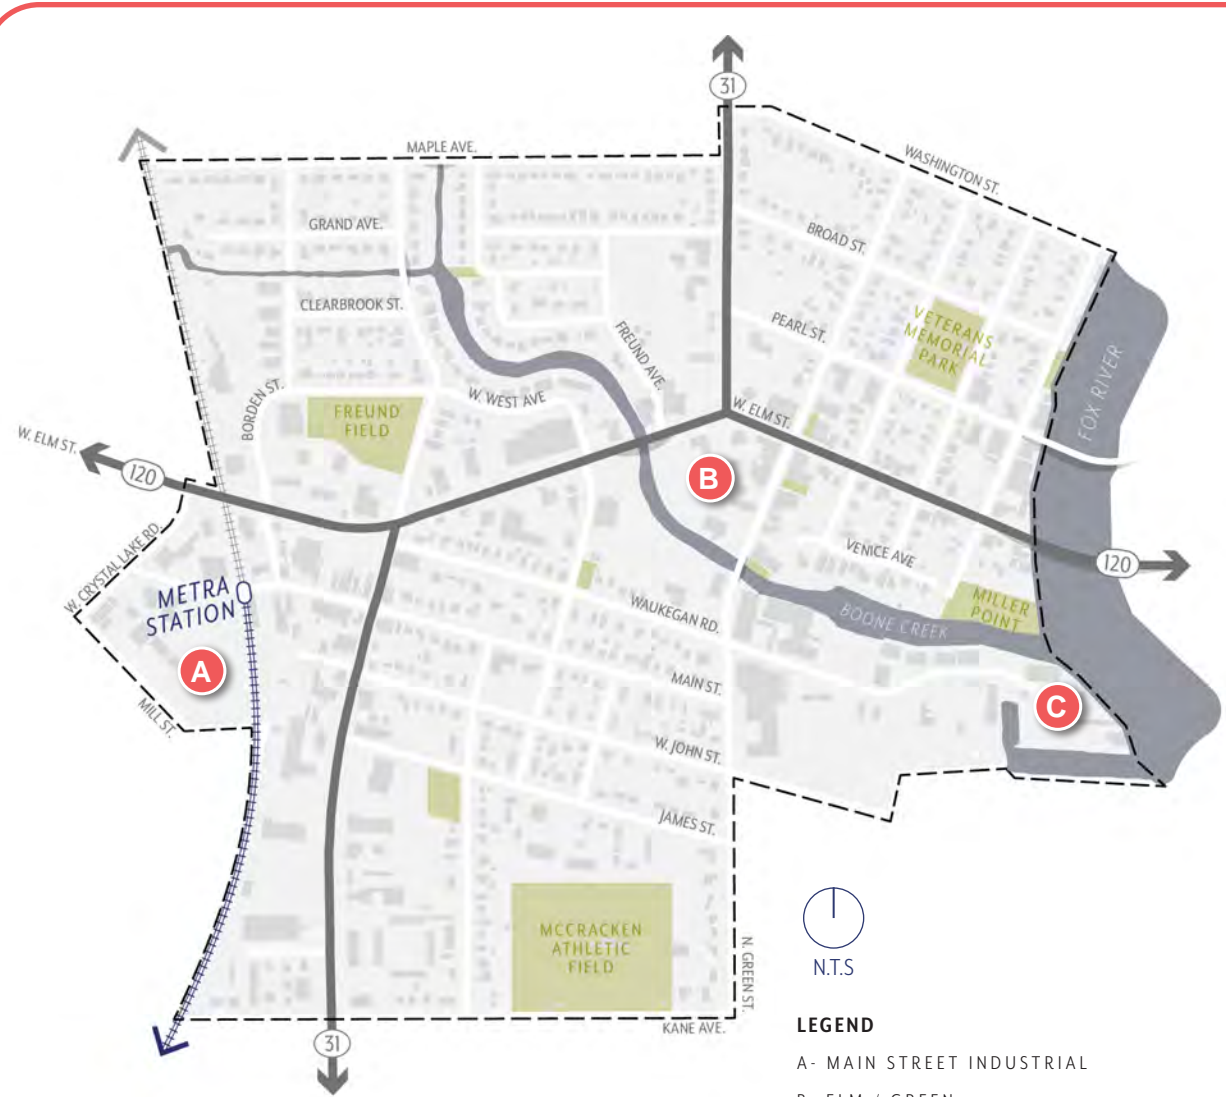 31
MAPLE AVE.
WASHINGTON ST.
GRAND AVE.
BROAD ST.
CLEARBROOK ST.
PEARL ST.
VETERANS
MEMORIAL
PARK
FREUND AVE.
FOX RIVER
BORDEN ST.
W. WEST AVE
FREUND
FIELD
W. ELM ST.
W. ELM ST.
120
B
W. CRYSTAL LAKE RD.
VENICE AVE
120
METRA
STATION
MILLER
POINT
WAUKEGAN RD.
BOONE CREEK
A
MAIN ST.
C
MILL ST.
W. JOHN ST.
JAMES ST.
MCCRACKEN
ATHLETIC
FIELD
N. GREEN ST.
N.T.S
KANE AVE.
31
LEGEND
A- MAIN STREET INDUSTRIAL
B- ELM / GREEN